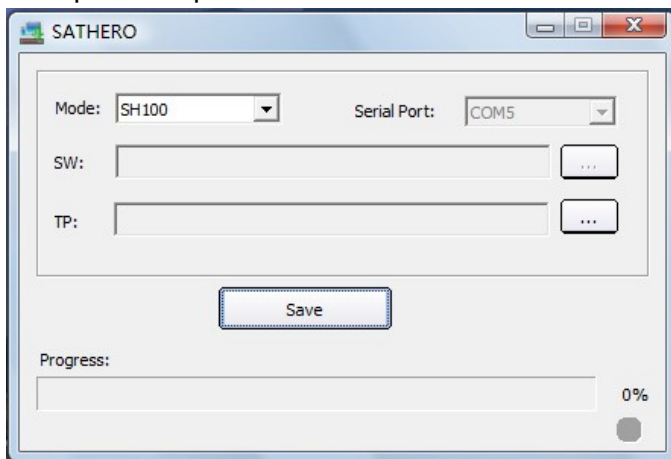 SATHERO
Mode: SH100 Serial Port: COM5
SW: ...
TP: ...
Save
Progress:
0%